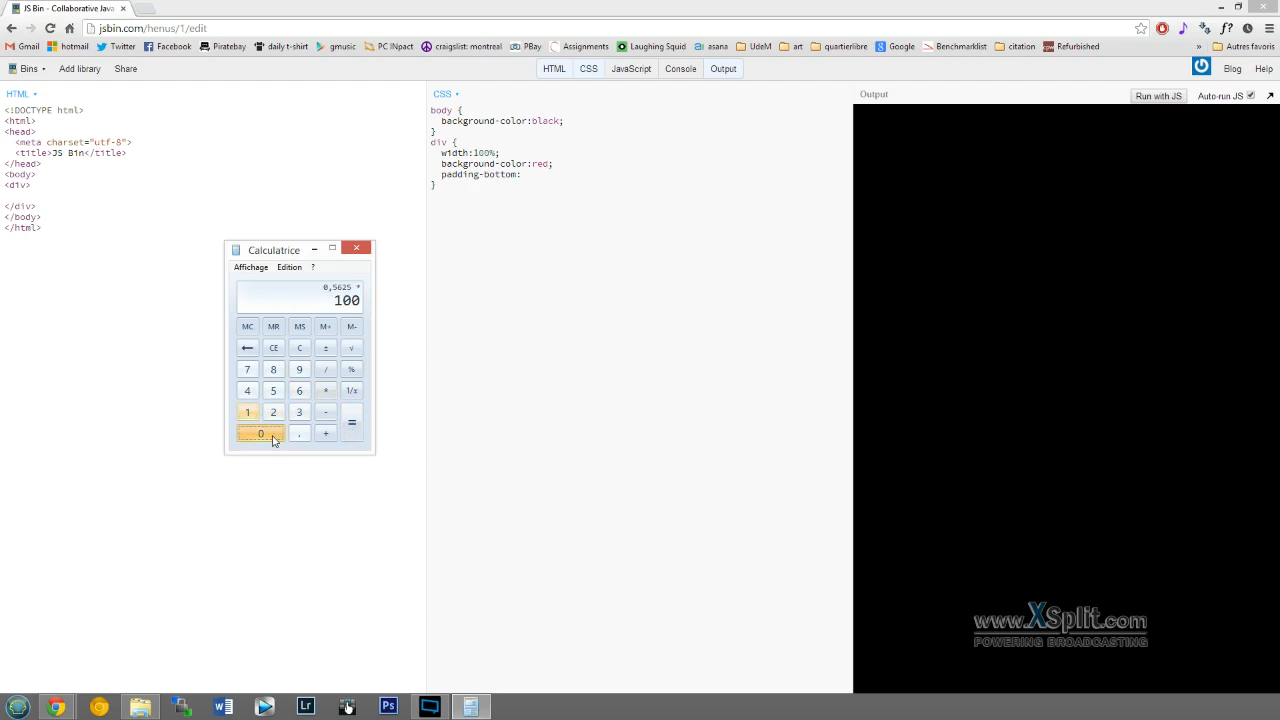 JS Bin - Collaborative Java
jsbin.com/henus/1/edit
Gmail hotmail Twitter Facebook Piratebay daily t-shirt gmusic PC INpact craigslist: montreal PBay Assignments Laughing Squid asana UdeM art quartierlibre Google Benchmarklist citation Refurbished » Autres favoris
Bins Add library Share HTML CSS JavaScript Console Output Blog Help
HTML
<!DOCTYPE html>
<html>
<head>
<meta charset="utf-8">
<title>JS Bin</title>
</head>
<body>
<div>
</div>
</body>
</html>
CSS
body {
background-color:black;
}
div {
width:100%;
background-color:red;
padding-bottom:
}
Output
Run with JS Auto-run JS
Calculatrice
Affichage Edition ?
0,5625 *
100
MC MR MS M+ M-
← CE C ± √
7 8 9 / %
4 5 6 * 1/x
1 2 3 - =
0 , +
www.XSplit.com
POWERING BROADCASTING
W Lr Ps